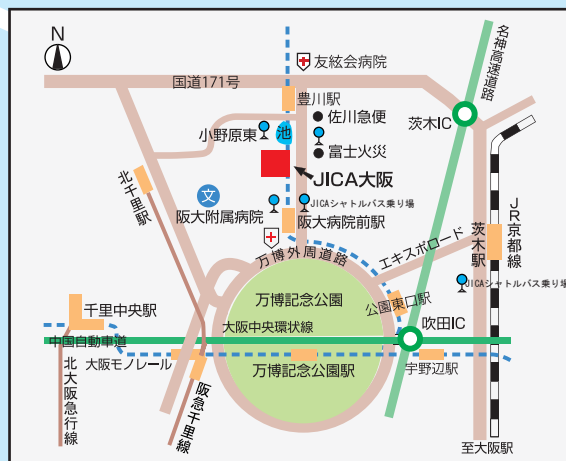 N
国道171号
友紘会病院
名神高速道路
豊川駅
佐川急便
茨木IC
小野原東
池
富士火災
JICA大阪
北千里駅
文
阪大附属病院
JICAシャトルバス乗り場
阪大病院前駅
JR京都線
茨木駅
エキスポロード
万博外周道路
JICAシャトルバス乗り場
万博記念公園
公園東口駅
千里中央駅
大阪中央環状線
吹田IC
中国自動車道
大阪モノレール
万博記念公園駅
宇野辺駅
北大阪急行線
阪急千里線
至大阪駅